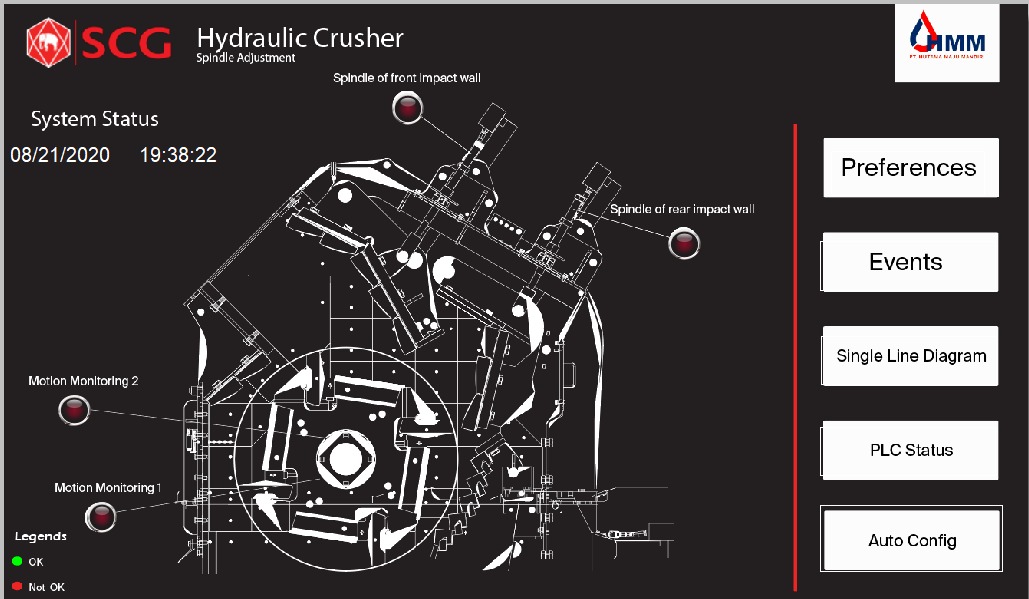 SCG
Hydraulic Crusher
Spindle Adjustment
HMM
Spindle of front impact wall
System Status
08/21/2020 19:38:22
Preferences
Spindle of rear impact wall
Events
Single Line Diagram
Motion Monitoring 2
PLC Status
Motion Monitoring 1
Legends
OK
Not OK
Auto Config